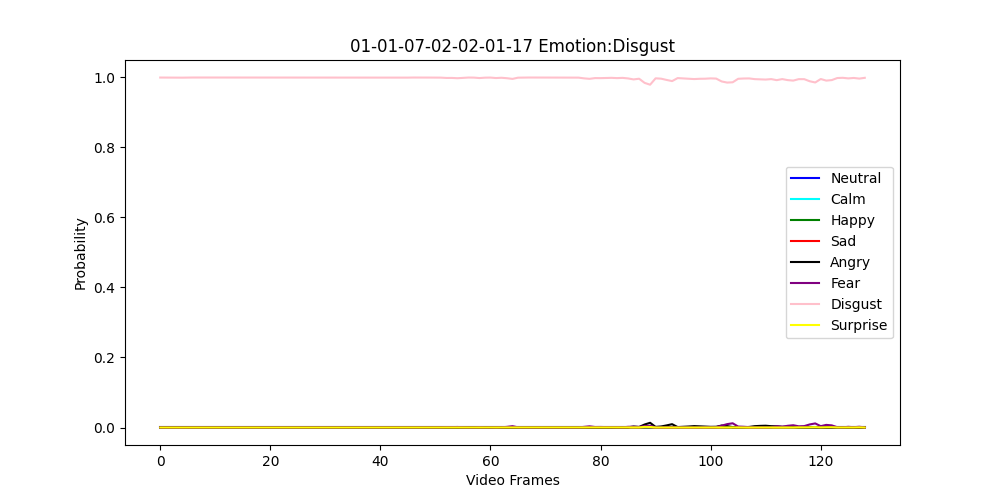 01-01-07-02-02-01-17 Emotion:Disgust
1.0
0.8
0.6
0.4
0.2
0.0
Probability
Neutral
Calm
Happy
Sad
Angry
Fear
Disgust
Surprise
0 20 40 60 80 100 120
Video Frames